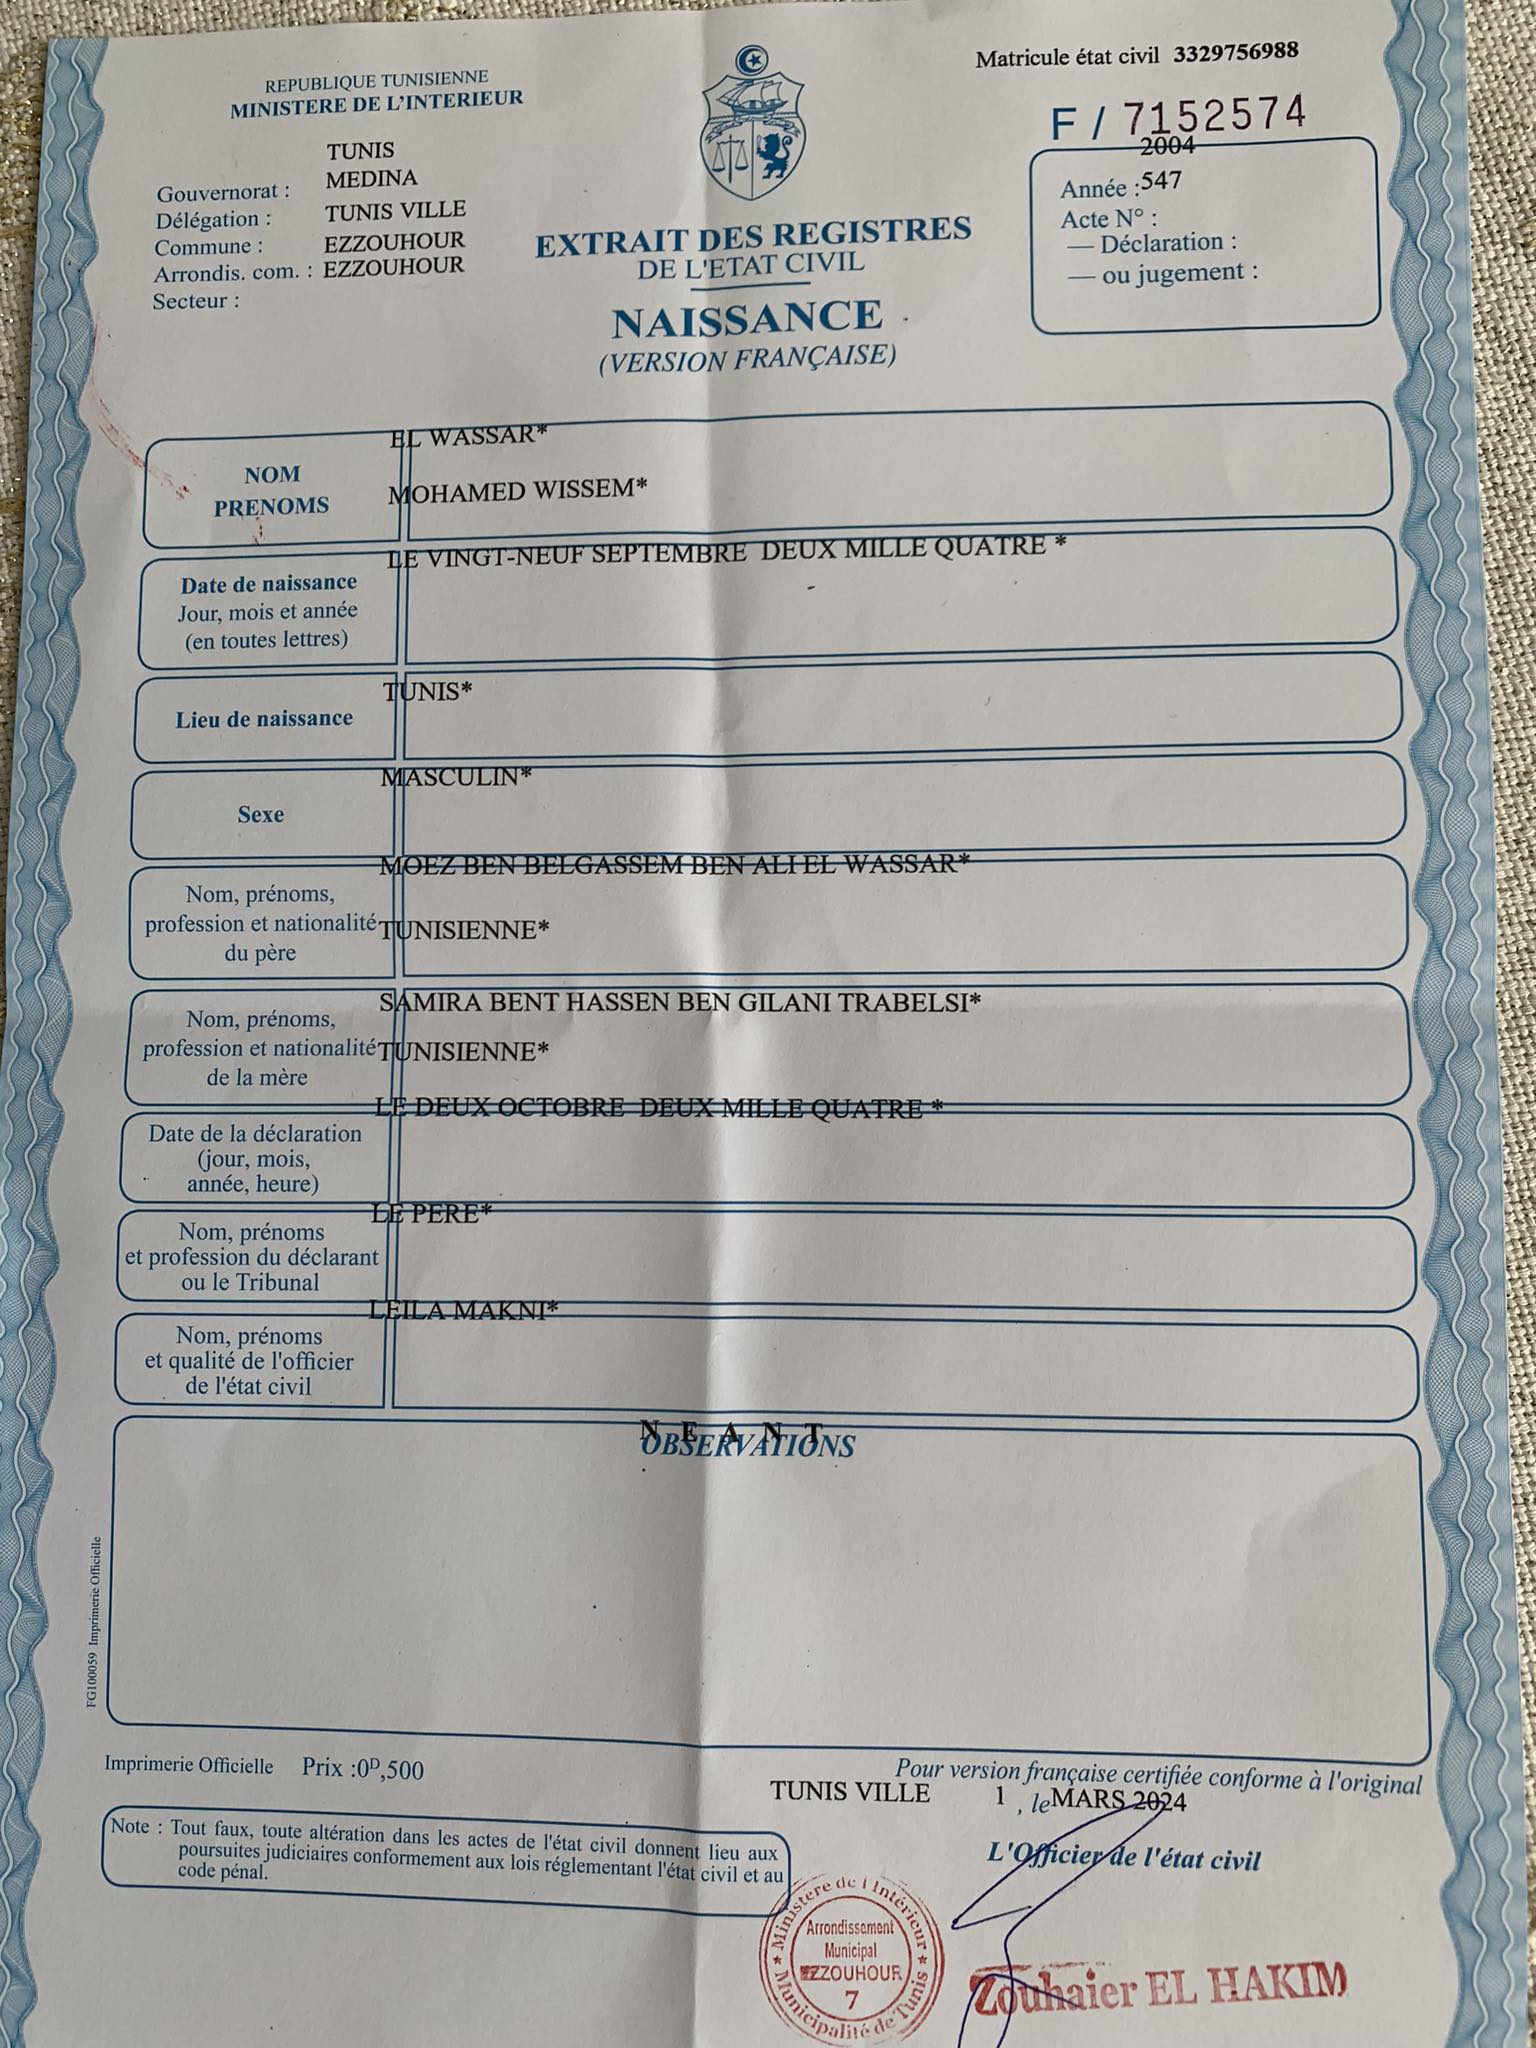 REPUBLIQUE TUNISIENNE
MINISTERE DE L'INTERIEUR
Matricule état civil 3329756988
F / 7152574
TUNIS
Gouvernorat : MEDINA
Délégation : TUNIS VILLE
Commune : EZZOUHOUR
Arrondis. com. : EZZOUHOUR
Secteur :
2004
Année : 547
Acte N° :
— Déclaration :
— ou jugement :
EXTRAIT DES REGISTRES
DE L'ETAT CIVIL
NAISSANCE
(VERSION FRANÇAISE)
EL WASSAR*
NOM
PRENOMS
MOHAMED WISSEM*
LE VINGT-NEUF SEPTEMBRE DEUX MILLE QUATRE *
Date de naissance
Jour, mois et année
(en toutes lettres)
TUNIS*
Lieu de naissance
MASCULIN*
Sexe
MOEZ BEN BELGASSEM BEN ALI EL WASSAR*
Nom, prénoms,
profession et nationalité TUNISIENNE*
du père
SAMIRA BENT HASSEN BEN GILANI TRABELSI*
Nom, prénoms,
profession et nationalité TUNISIENNE*
de la mère
LE DEUX OCTOBRE DEUX MILLE QUATRE *
Date de la déclaration
(jour, mois,
année, heure)
LE PERE*
Nom, prénoms
et profession du déclarant
ou le Tribunal
LEILA MAKNI*
Nom, prénoms
et qualité de l'officier
de l'état civil
N E A N T
OBSERVATIONS
FG100059 Imprimerie Officielle
Imprimerie Officielle Prix :0D,500
Pour version française certifiée conforme à l'original
TUNIS VILLE 1 , le MARS 2024
L'Officier de l'état civil
Note : Tout faux, toute altération dans les actes de l'état civil donnent lieu aux
poursuites judiciaires conformement aux lois réglementant l'état civil et au
code pénal.
Ministère de l'Intérieur
Arrondissement
Municipal
EZZOUHOUR
7
Municipalité de Tunis
Zouhaier EL HAKIM